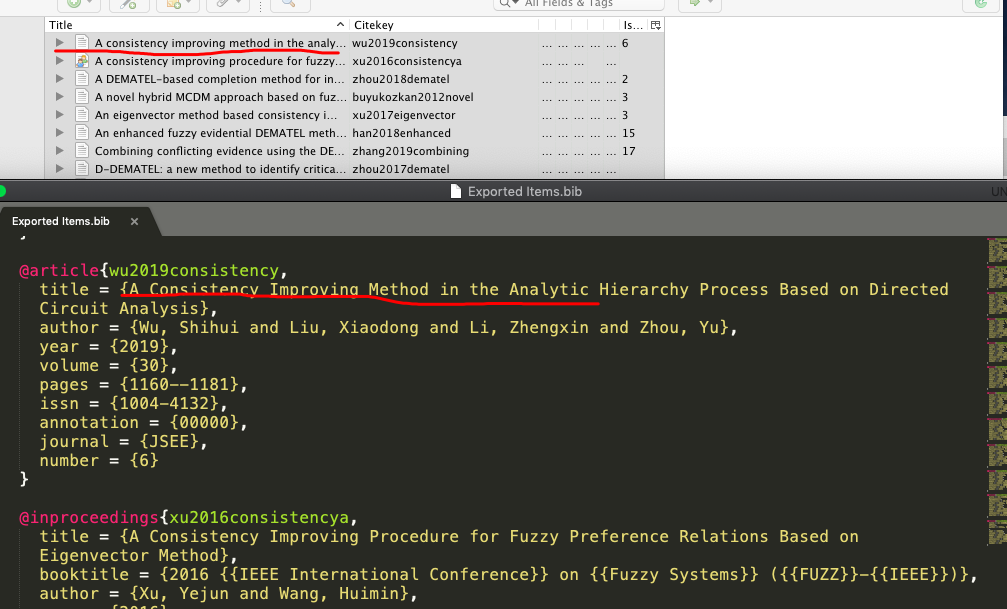 All Fields & Tags
Title Citekey Is...
A consistency improving method in the analy... wu2019consistency ... ... ... ... ... 6
A consistency improving procedure for fuzzy... xu2016consistencya ... ... ... ...
A DEMATEL-based completion method for in... zhou2018dematel ... ... ... ... ... 2
A novel hybrid MCDM approach based on fuz... buyukozkan2012novel ... ... ... ... ... 3
An eigenvector method based consistency i... xu2017eigenvector ... ... ... ... ... 3
An enhanced fuzzy evidential DEMATEL meth... han2018enhanced ... ... ... ... ... 15
Combining conflicting evidence using the DE... zhang2019combining ... ... ... ... ... 17
D-DEMATEL: a new method to identify critica... zhou2017dematel ... ... ... ... ...
Exported Items.bib UN
Exported Items.bib ×
}
@article{wu2019consistency,
title = {A Consistency Improving Method in the Analytic Hierarchy Process Based on Directed
Circuit Analysis},
author = {Wu, Shihui and Liu, Xiaodong and Li, Zhengxin and Zhou, Yu},
year = {2019},
volume = {30},
pages = {1160--1181},
issn = {1004-4132},
annotation = {00000},
journal = {JSEE},
number = {6}
}
@inproceedings{xu2016consistencya,
title = {A Consistency Improving Procedure for Fuzzy Preference Relations Based on
Eigenvector Method},
booktitle = {2016 {{IEEE International Conference}} on {{Fuzzy Systems}} ({{FUZZ}}-{{IEEE}})},
author = {Xu, Yejun and Wang, Huimin},